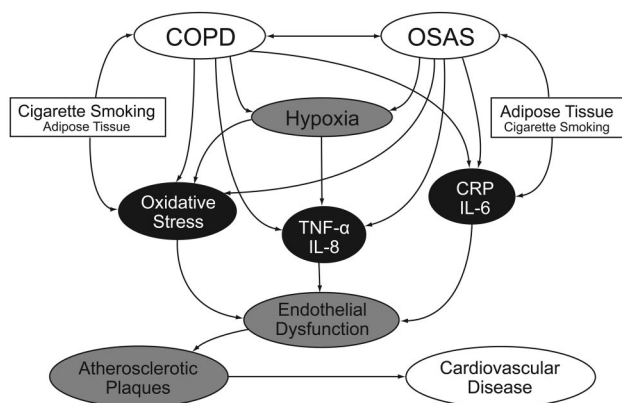 COPD
OSAS
Cigarette Smoking
Adipose Tissue
Hypoxia
Adipose Tissue
Cigarette Smoking
Oxidative
Stress
TNF-α
IL-8
CRP
IL-6
Endothelial
Dysfunction
Atherosclerotic
Plaques
Cardiovascular
Disease